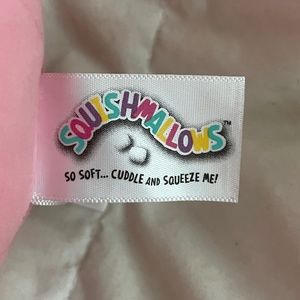 SQUISHMALLOWS™
SO SOFT... CUDDLE AND SQUEEZE ME!